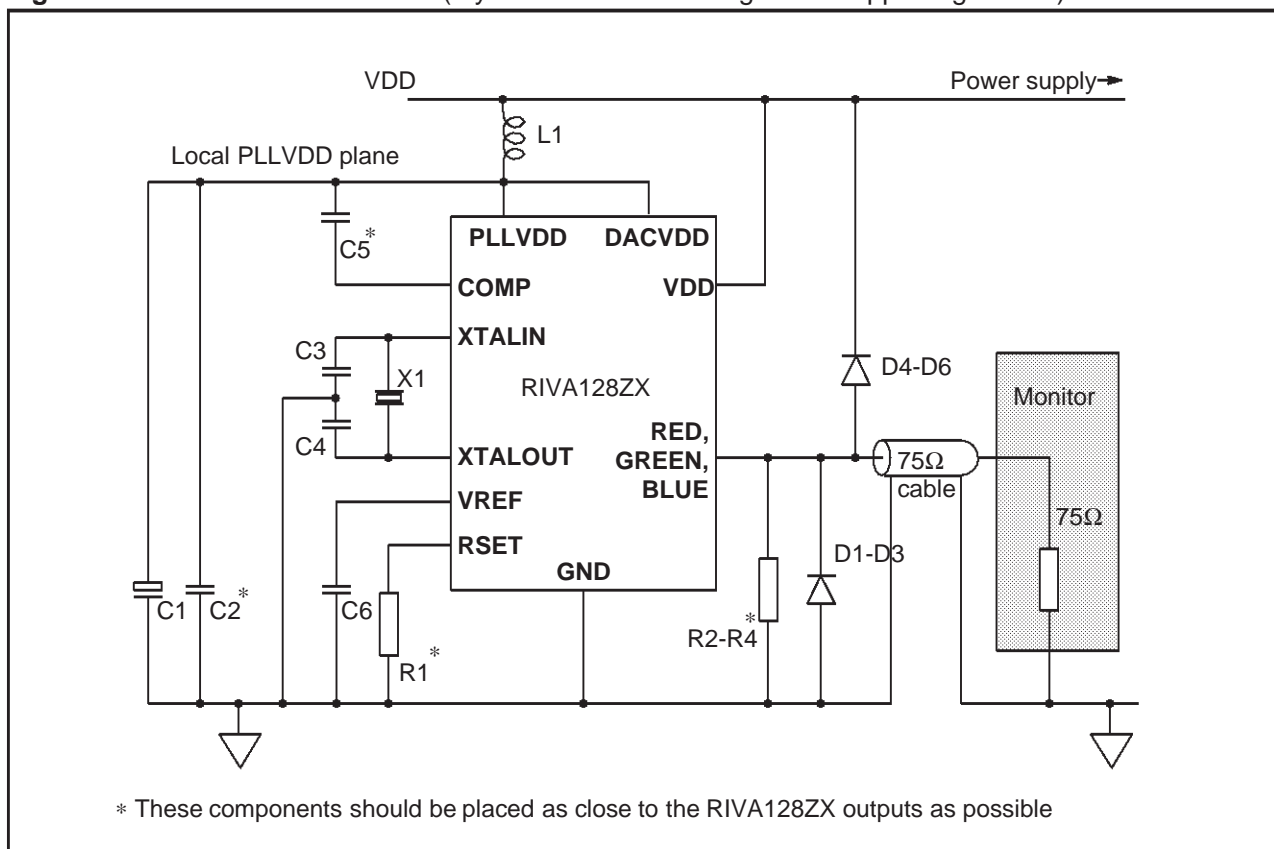 VDD
Power supply
L1
Local PLLVDD plane
PLLVDD DACVDD
C5*
COMP
VDD
XTALIN
C3
X1
RIVA128ZX
D4-D6
Monitor
C4
XTALOUT
RED,
GREEN,
BLUE
75Ω
cable
VREF
75Ω
RSET
D1-D3
GND
C1
C2*
C6
R1*
R2-R4*
* These components should be placed as close to the RIVA128ZX outputs as possible